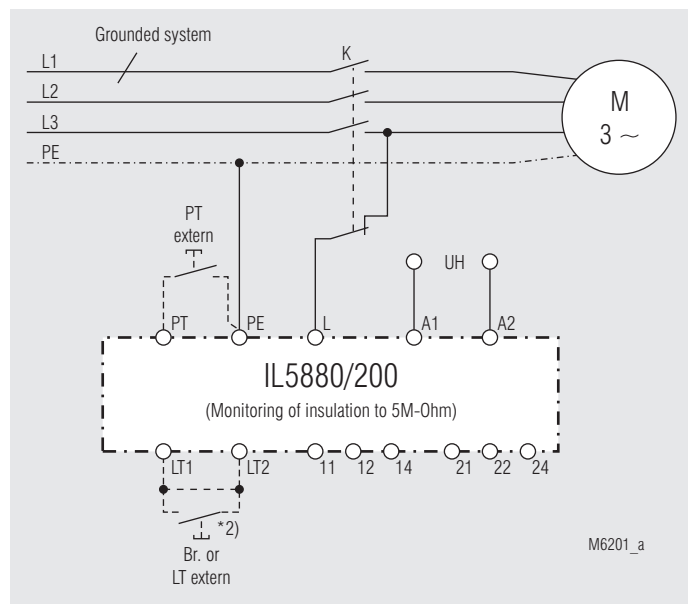 Grounded system
K
L1
L2
L3
PE
M
3 ~
PT
extern
UH
PT
PE
L
A1
A2
IL5880/200
(Monitoring of insulation to 5M-Ohm)
LT1
LT2
11
12
14
21
22
24
*2)
Br. or
LT extern
M6201_a